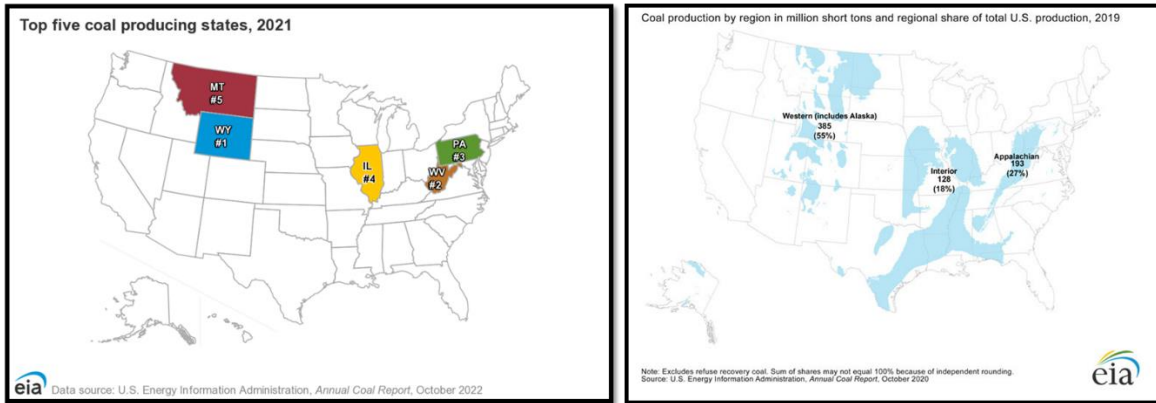 Top five coal producing states, 2021
MT
#5
WY
#1
IL
#4
PA
#3
WV
#2
eia
Data source: U.S. Energy Information Administration, Annual Coal Report, October 2022
Coal production by region in million short tons and regional share of total U.S. production, 2019
Western (includes Alaska)
385
(55%)
Interior
128
(18%)
Appalachian
193
(27%)
Note: Excludes refuse recovery coal. Sum of shares may not equal 100% because of independent rounding.
Source: U.S. Energy Information Administration, Annual Coal Report, October 2020
eia